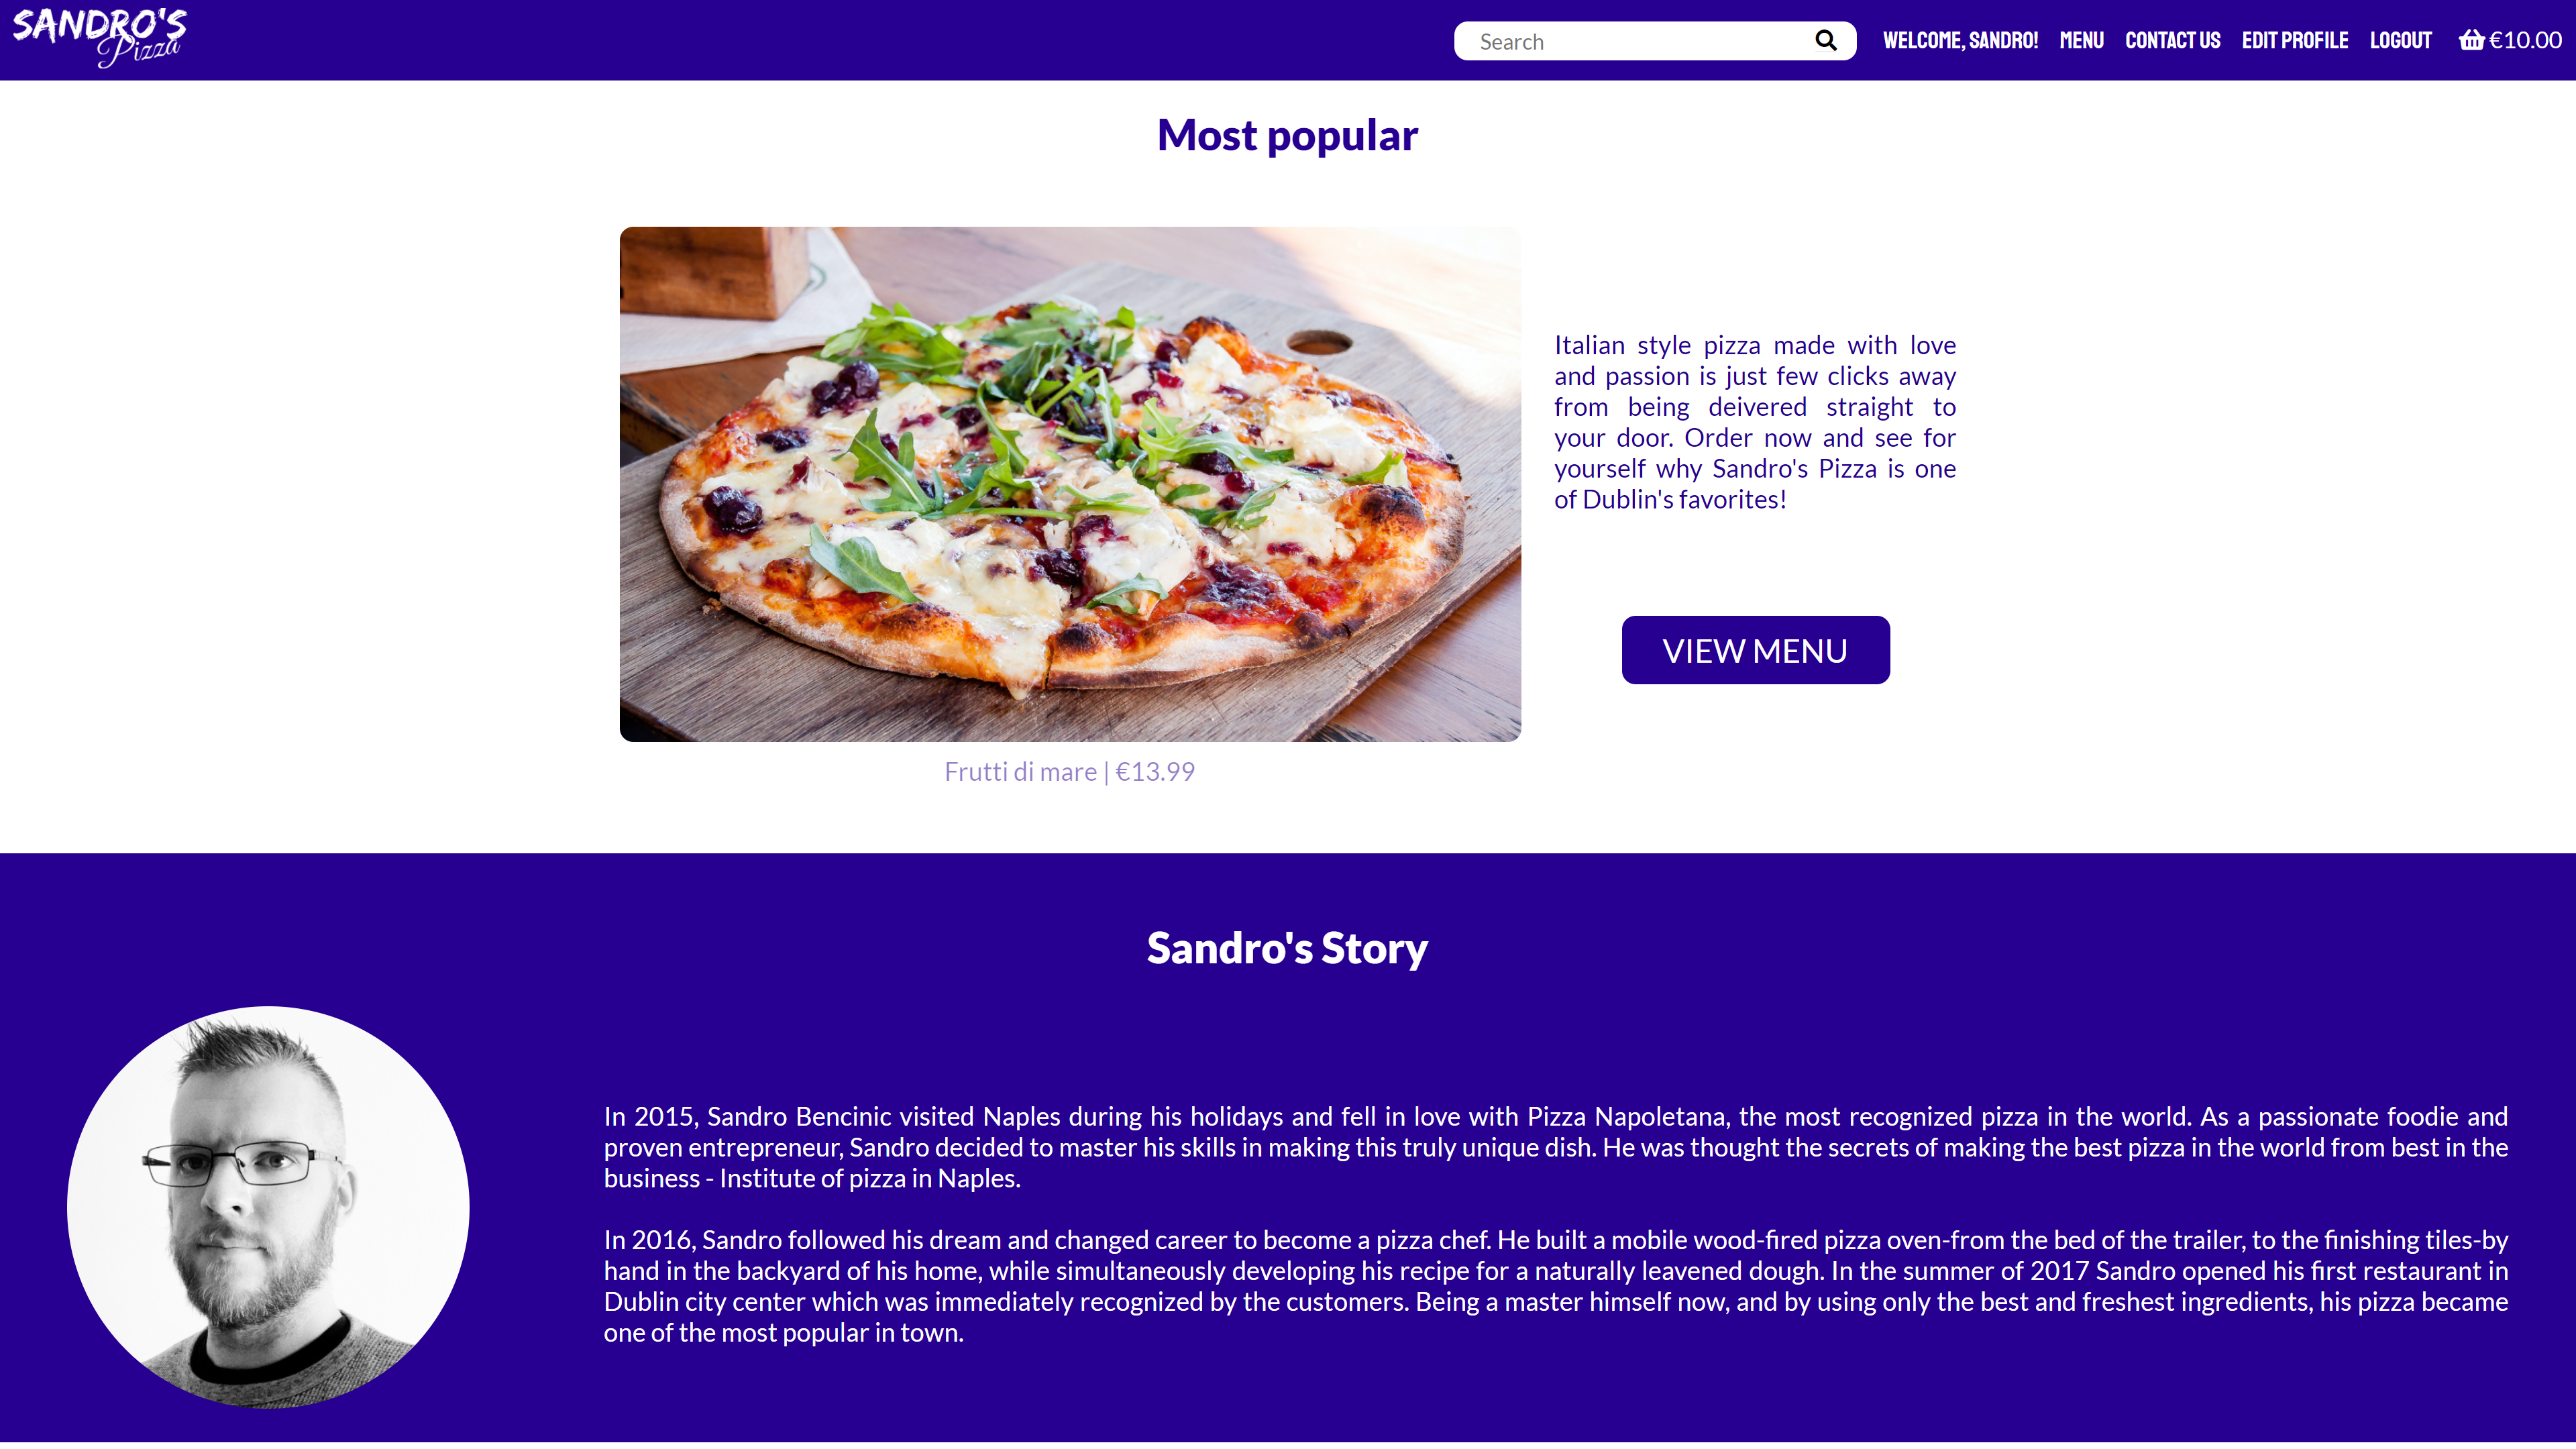 SANDRO'S
Pizza
Search
WELCOME, SANDRO!
MENU
CONTACT US
EDIT PROFILE
LOGOUT
€10.00
Most popular
Italian style pizza made with love
and passion is just few clicks away
from being deivered straight to
your door. Order now and see for
yourself why Sandro's Pizza is one
of Dublin's favorites!
VIEW MENU
Frutti di mare | €13.99
Sandro's Story
In 2015, Sandro Bencinic visited Naples during his holidays and fell in love with Pizza Napoletana, the most recognized pizza in the world. As a passionate foodie and
proven entrepreneur, Sandro decided to master his skills in making this truly unique dish. He was thought the secrets of making the best pizza in the world from best in the
business - Institute of pizza in Naples.
In 2016, Sandro followed his dream and changed career to become a pizza chef. He built a mobile wood-fired pizza oven-from the bed of the trailer, to the finishing tiles-by
hand in the backyard of his home, while simultaneously developing his recipe for a naturally leavened dough. In the summer of 2017 Sandro opened his first restaurant in
Dublin city center which was immediately recognized by the customers. Being a master himself now, and by using only the best and freshest ingredients, his pizza became
one of the most popular in town.